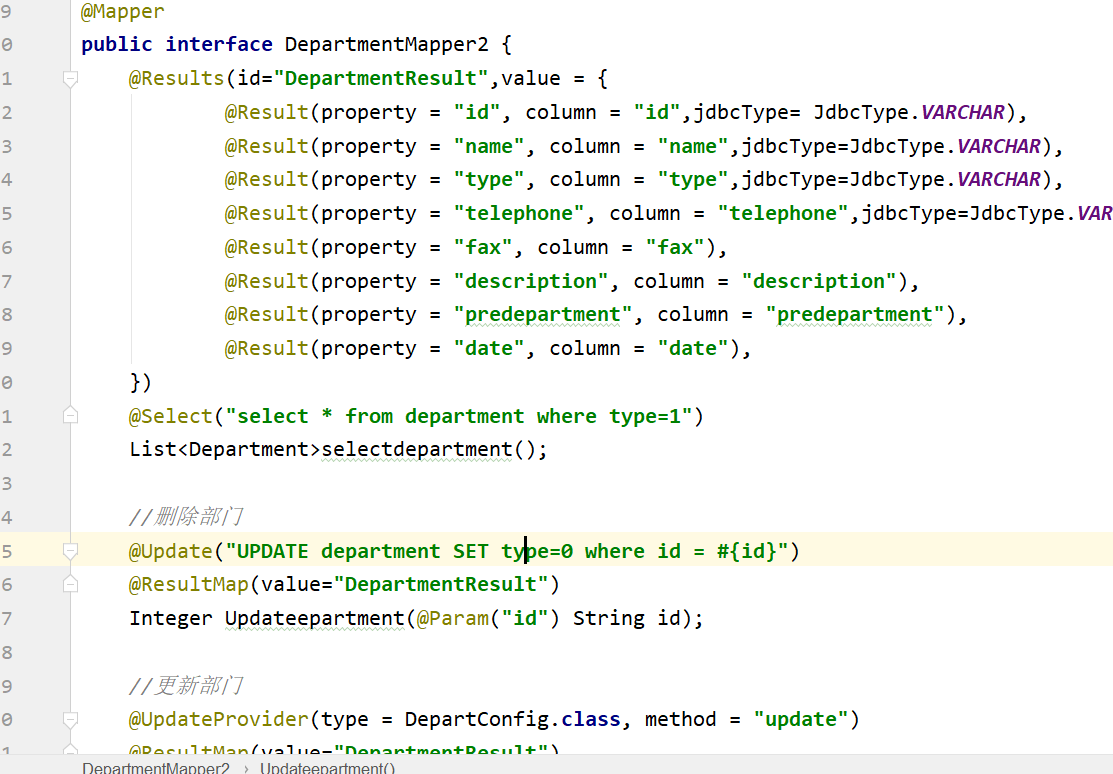 9 @Mapper
0 public interface DepartmentMapper2 {
1 @Results(id="DepartmentResult",value = {
2 @Result(property = "id", column = "id",jdbcType= JdbcType.VARCHAR),
3 @Result(property = "name", column = "name",jdbcType=JdbcType.VARCHAR),
4 @Result(property = "type", column = "type",jdbcType=JdbcType.VARCHAR),
5 @Result(property = "telephone", column = "telephone",jdbcType=JdbcType.VAR
6 @Result(property = "fax", column = "fax"),
7 @Result(property = "description", column = "description"),
8 @Result(property = "predepartment", column = "predepartment"),
9 @Result(property = "date", column = "date"),
0 })
1 @Select("select * from department where type=1")
2 List<Department>selectdepartment();
3
4 //删除部门
5 @Update("UPDATE department SET type=0 where id = #{id}")
6 @ResultMap(value="DepartmentResult")
7 Integer Updateepartment(@Param("id") String id);
8
9 //更新部门
0 @UpdateProvider(type = DepartConfig.class, method = "update")
1 @ResultMap(value="DepartmentResult")
DepartmentMapper2 › Updateepartment()